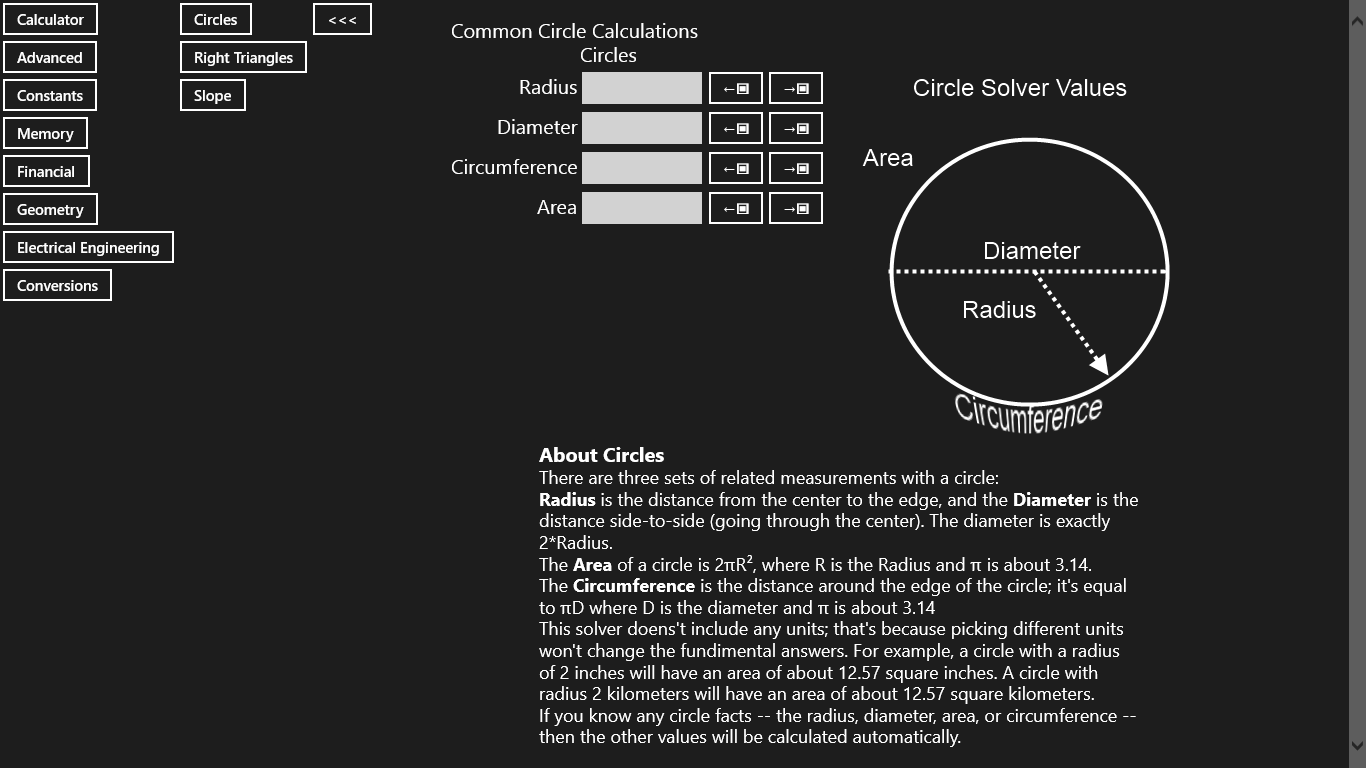 Calculator
Advanced
Constants
Memory
Financial
Geometry
Electrical Engineering
Conversions
Circles
Right Triangles
Slope
<<<
Common Circle Calculations
Circles
Radius ←▣ →▣
Diameter ←▣ →▣
Circumference ←▣ →▣
Area ←▣ →▣
Circle Solver Values
Area
Diameter
Radius
Circumference
About Circles
There are three sets of related measurements with a circle:
Radius is the distance from the center to the edge, and the Diameter is the
distance side-to-side (going through the center). The diameter is exactly
2*Radius.
The Area of a circle is 2πR², where R is the Radius and π is about 3.14.
The Circumference is the distance around the edge of the circle; it's equal
to πD where D is the diameter and π is about 3.14
This solver doens't include any units; that's because picking different units
won't change the fundimental answers. For example, a circle with a radius
of 2 inches will have an area of about 12.57 square inches. A circle with
radius 2 kilometers will have an area of about 12.57 square kilometers.
If you know any circle facts -- the radius, diameter, area, or circumference --
then the other values will be calculated automatically.